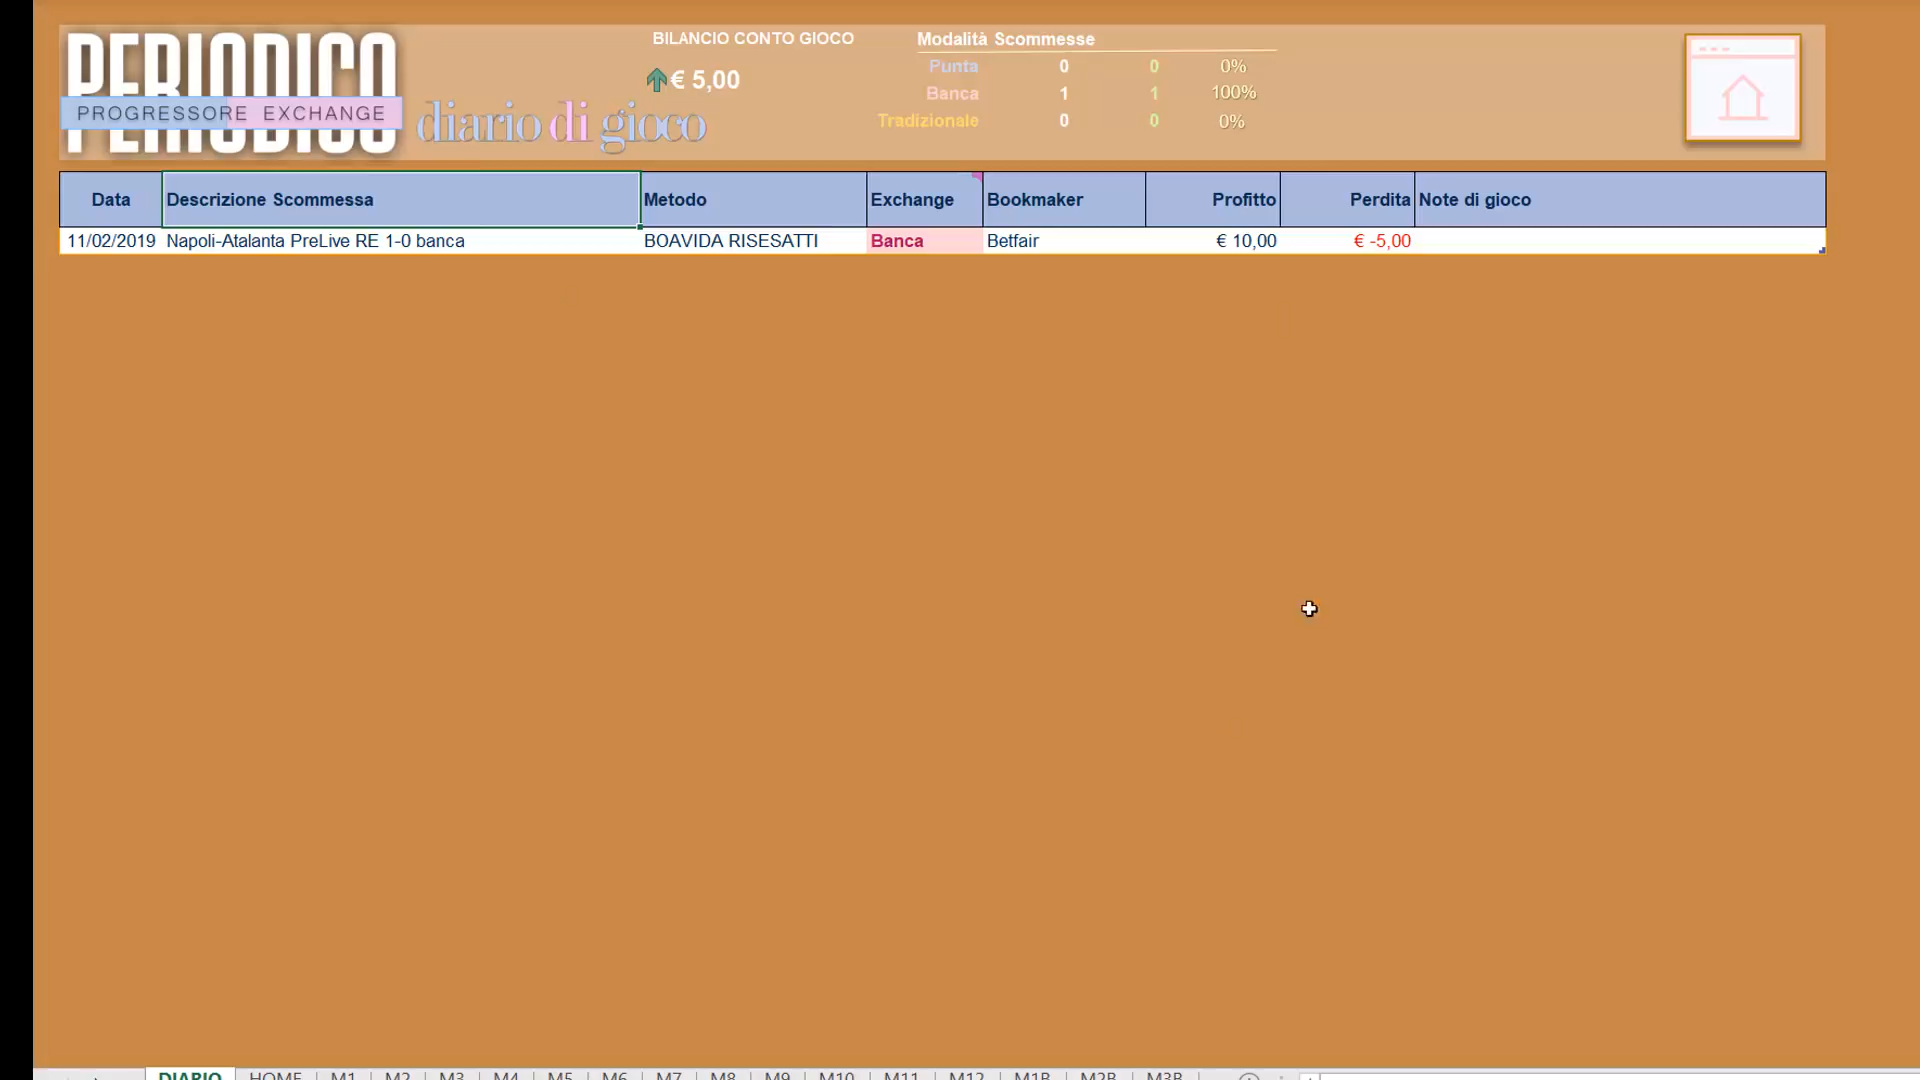 PERIODICO
PROGRESSORE EXCHANGE
diario di gioco
BILANCIO CONTO GIOCO
€ 5,00
Modalità Scommesse
Punta 0 0 0%
Banca 1 1 100%
Tradizionale 0 0 0%
Data Descrizione Scommessa Metodo Exchange Bookmaker Profitto Perdita Note di gioco
11/02/2019 Napoli-Atalanta PreLive RE 1-0 banca BOAVIDA RISESATTI Banca Betfair € 10,00 € -5,00
DIARIO HOME M1 M2 M3 M4 M5 M6 M7 M8 M9 M10 M11 M12 M1B M2B M3B